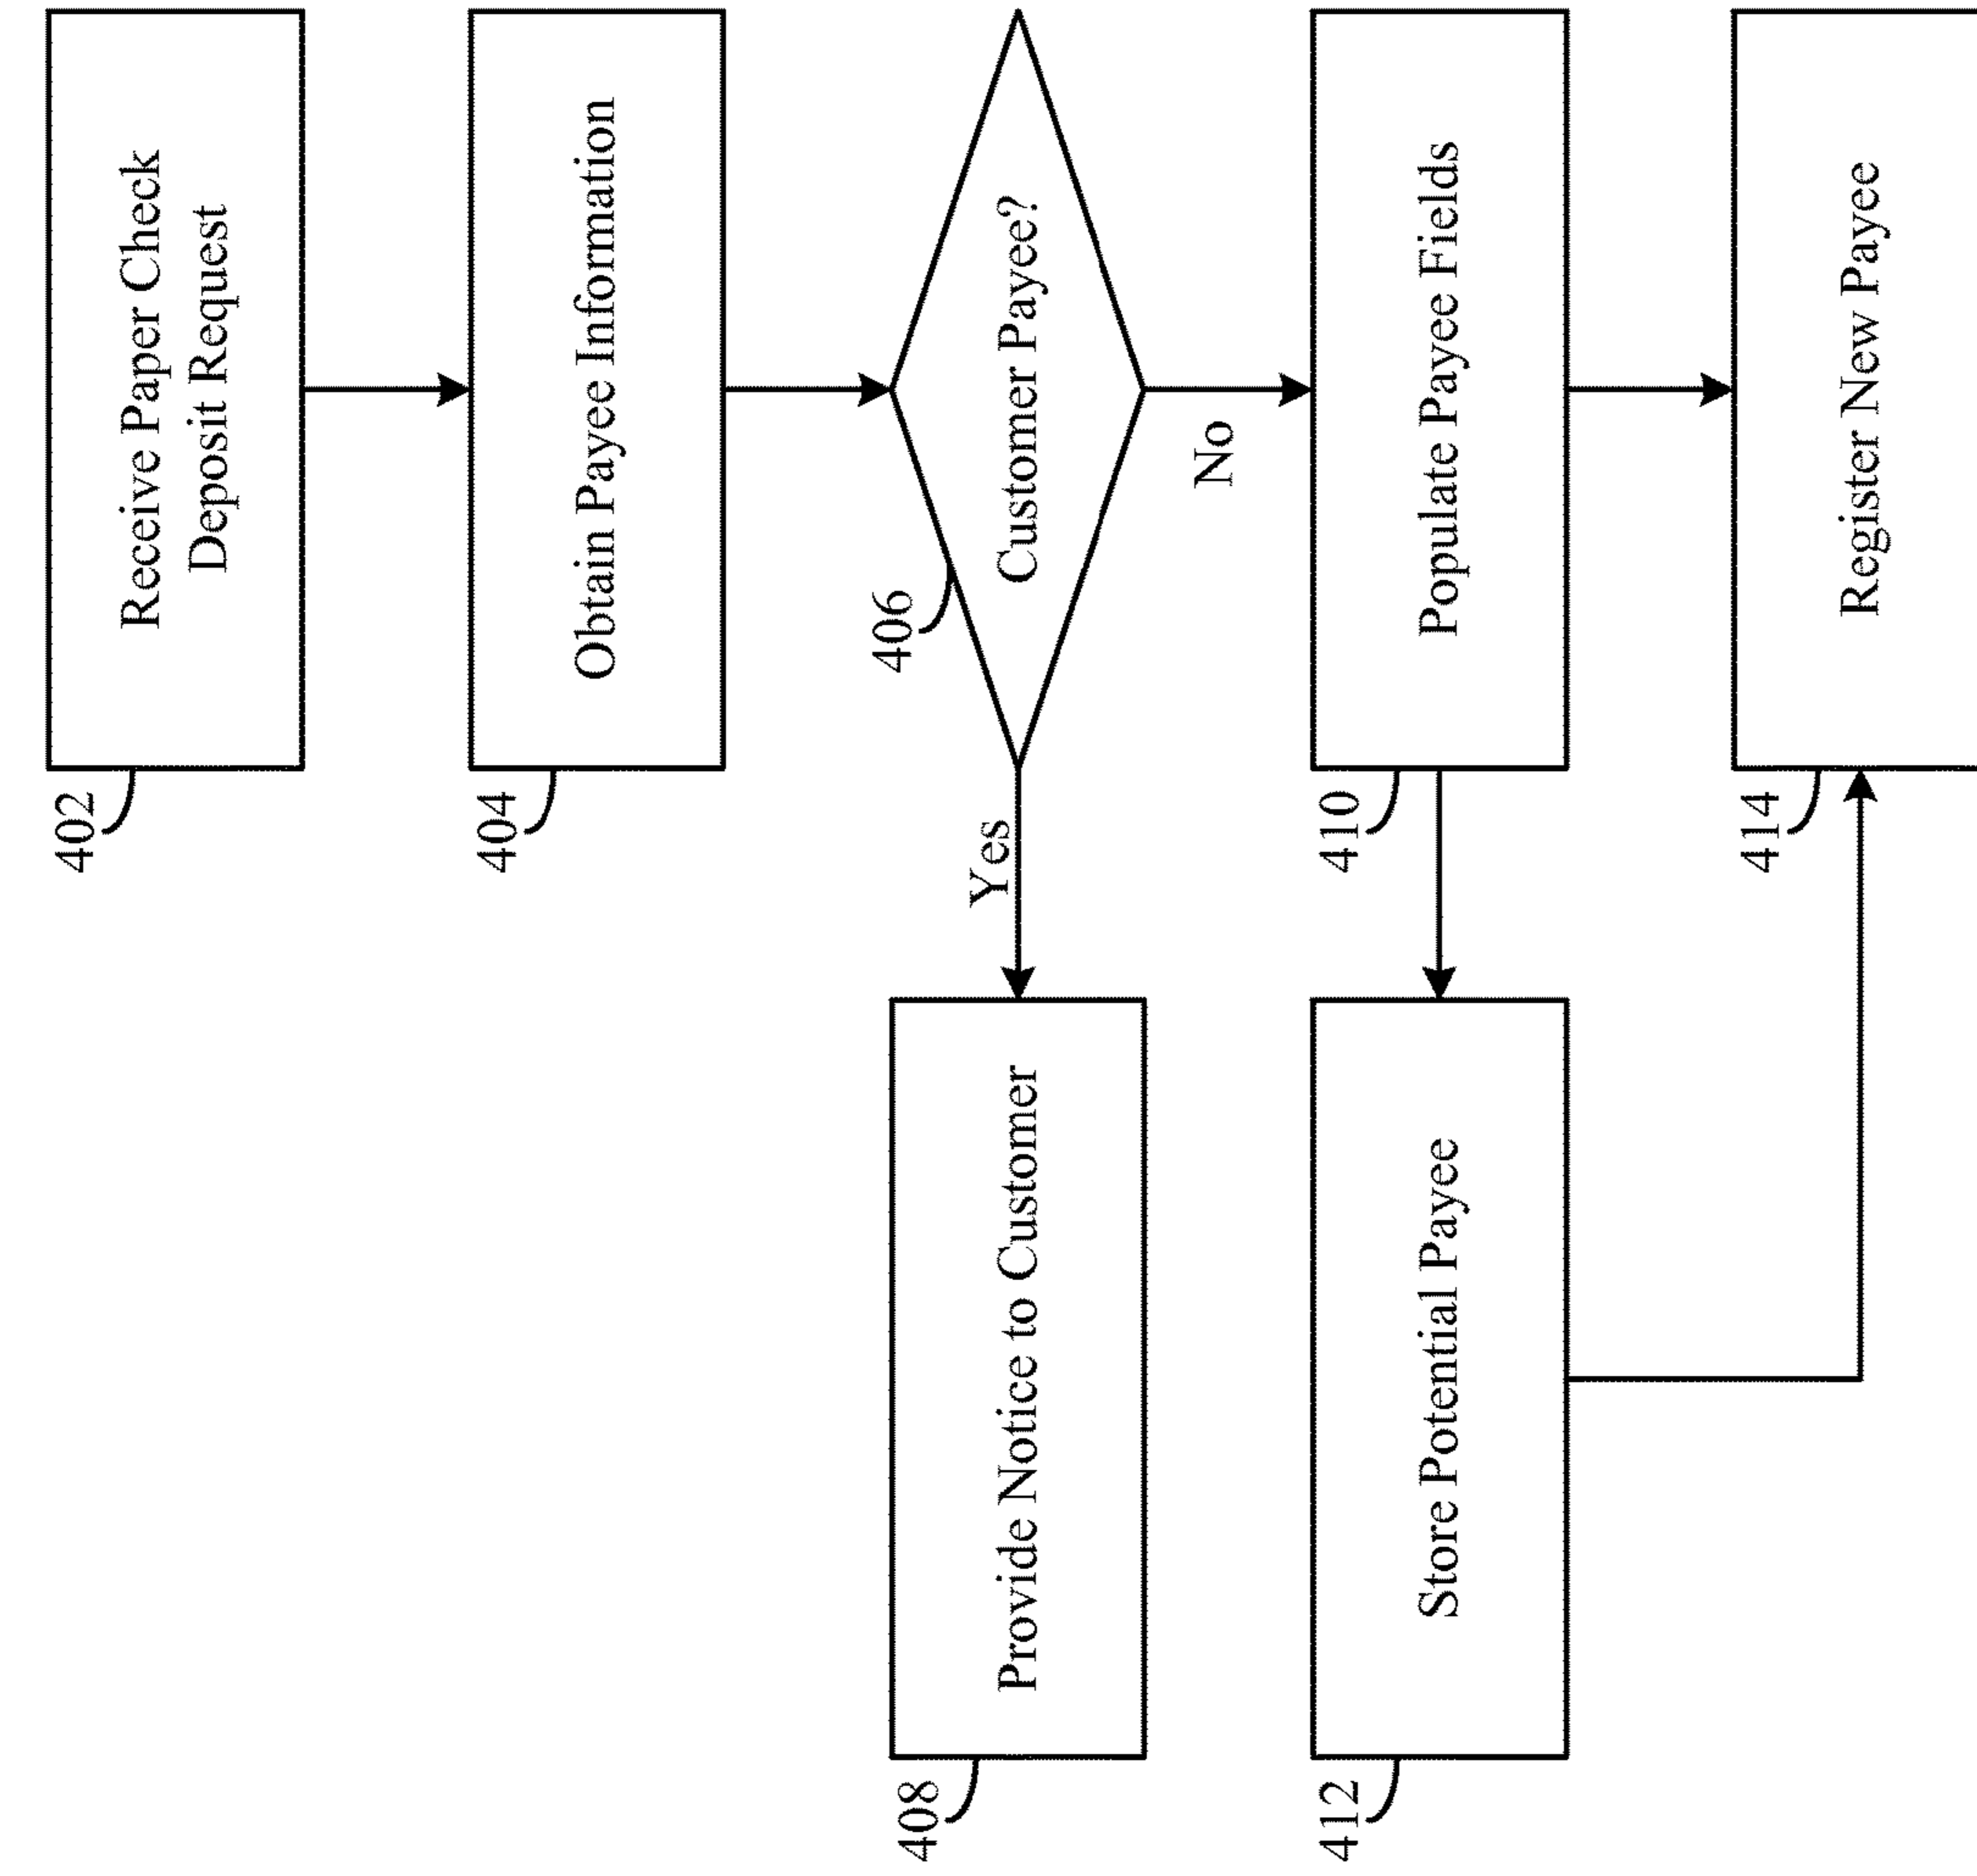 402
Receive Paper Check
Deposit Request
404
Obtain Payee Information
406
Customer Payee?
Yes
No
408
Provide Notice to Customer
410
Populate Payee Fields
412
Store Potential Payee
414
Register New Payee